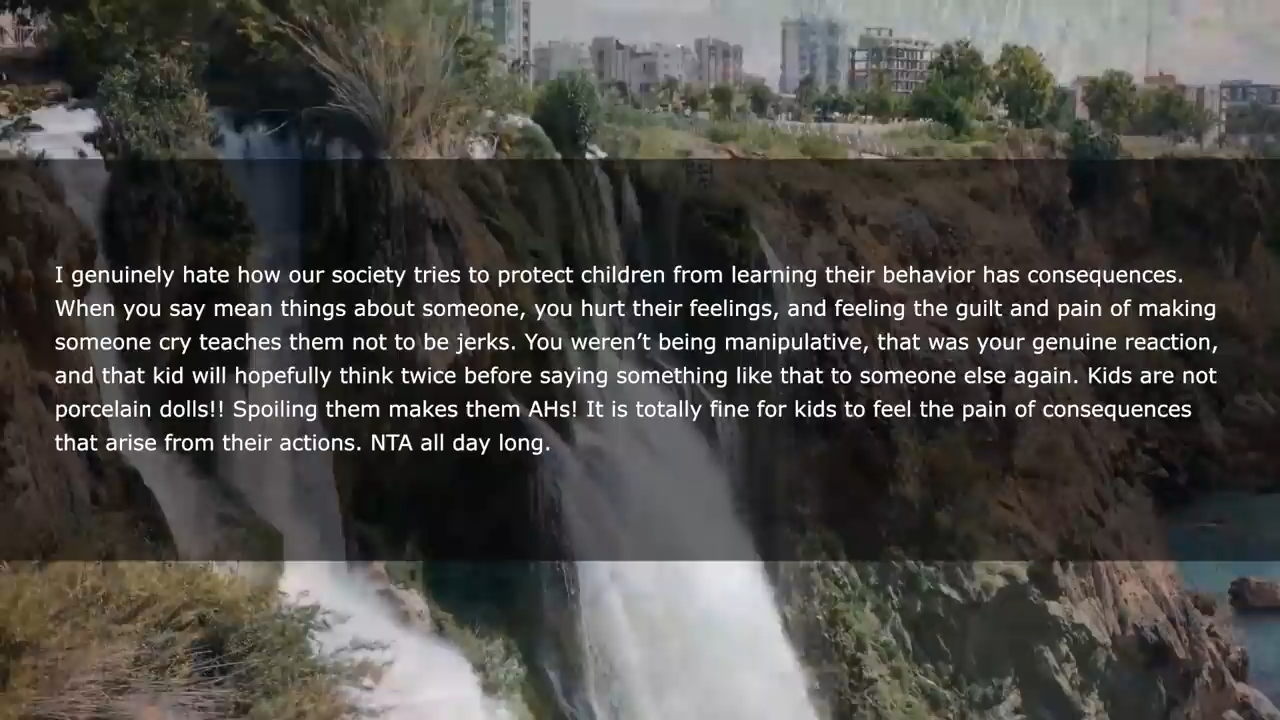 I genuinely hate how our society tries to protect children from learning their behavior has consequences.
When you say mean things about someone, you hurt their feelings, and feeling the guilt and pain of making
someone cry teaches them not to be jerks. You weren’t being manipulative, that was your genuine reaction,
and that kid will hopefully think twice before saying something like that to someone else again. Kids are not
porcelain dolls!! Spoiling them makes them AHs! It is totally fine for kids to feel the pain of consequences
that arise from their actions. NTA all day long.